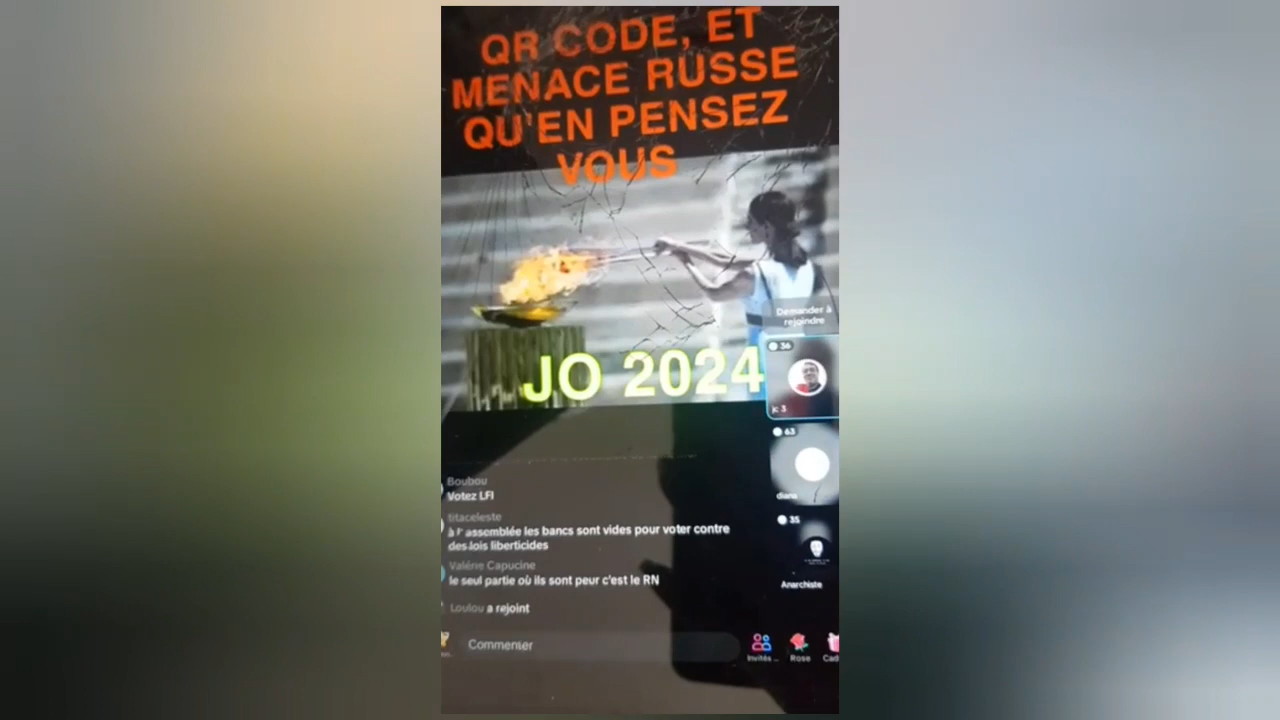 QR CODE, ET
MENACE RUSSE
QU'EN PENSEZ
VOUS
JO 2024
Demander à
rejoindre
36
3
63
diana
35
Anarchiste
Boubou
Votez LFI
titaceleste
à l' assemblée les bancs sont vides pour voter contre
des lois liberticides
Valérie Capucine
le seul partie où ils sont peur c'est le RN
Loulou a rejoint
Commenter
Invités ...
Rose
Cad